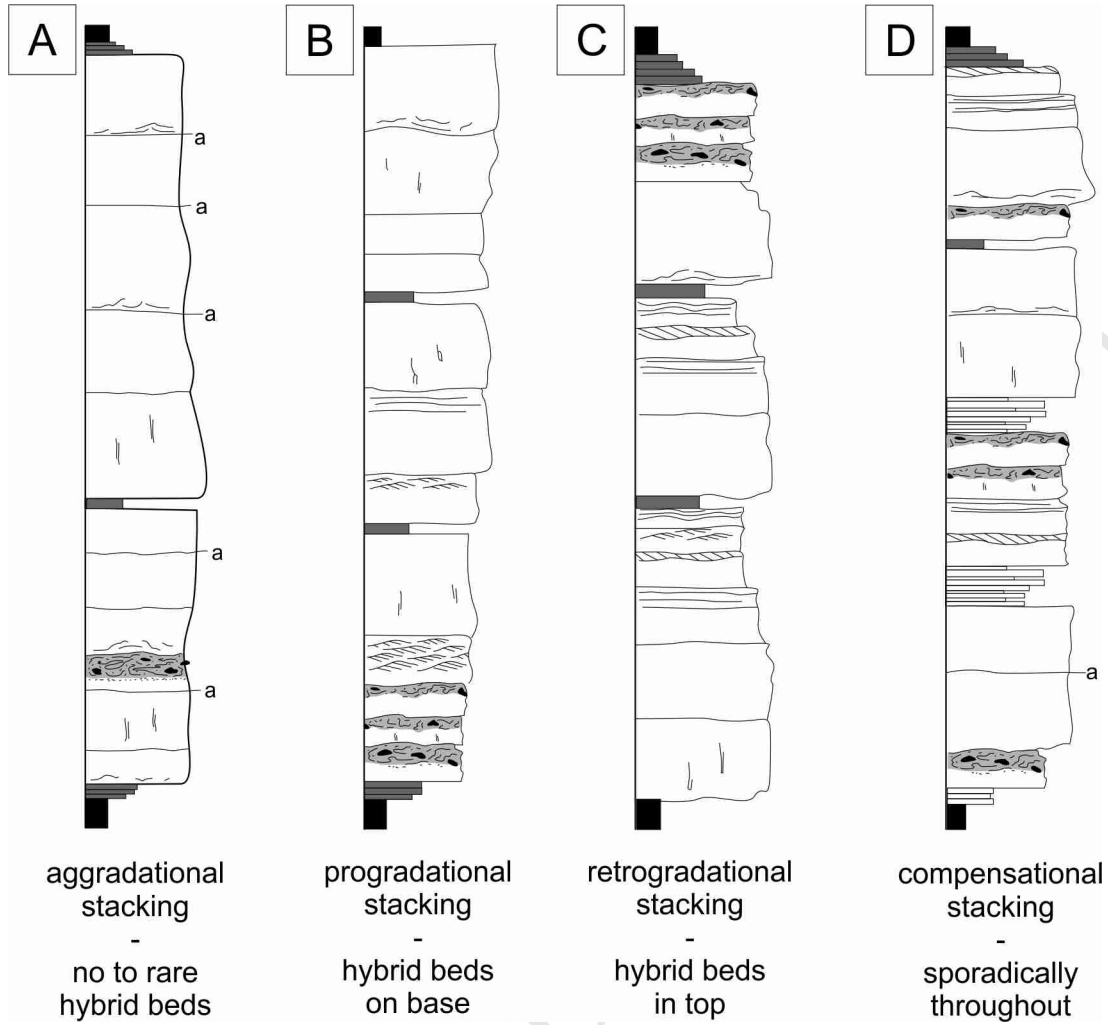 A
B
C
D
a
a
a
a
a
a
aggradational
stacking
-
no to rare
hybrid beds
progradational
stacking
-
hybrid beds
on base
retrogradational
stacking
-
hybrid beds
in top
compensational
stacking
-
sporadically
throughout